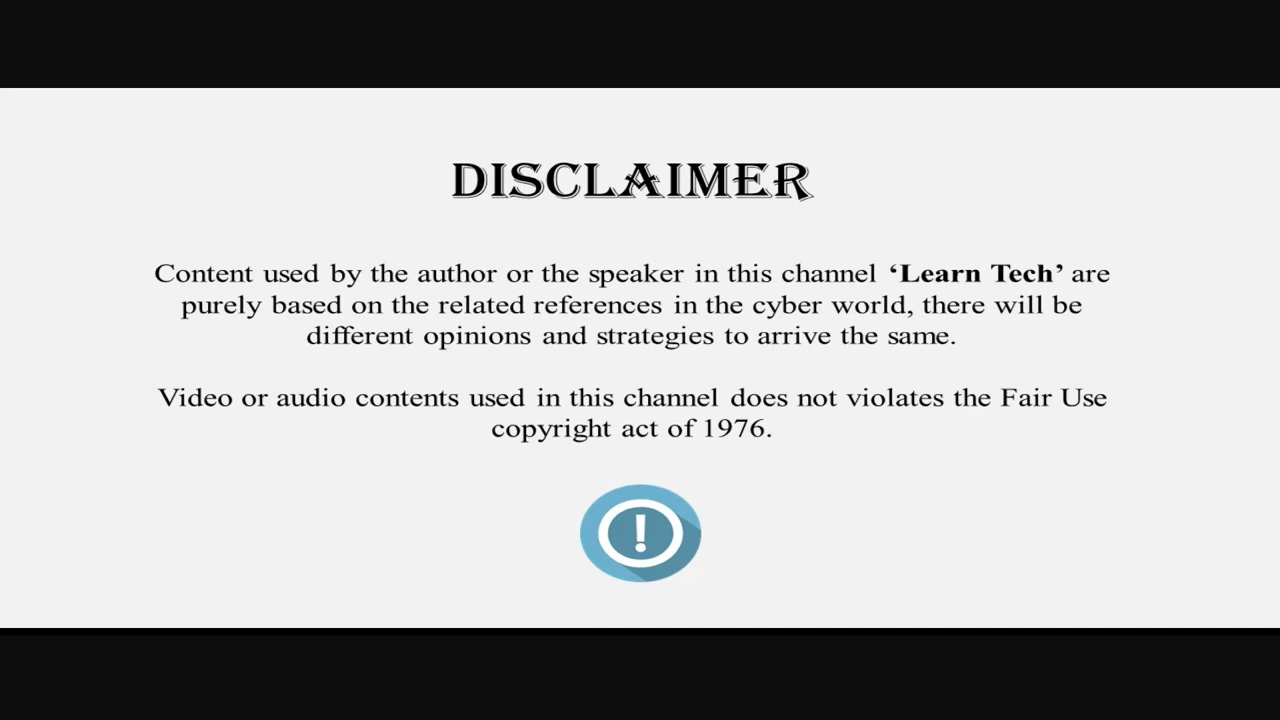 DISCLAIMER
Content used by the author or the speaker in this channel ‘Learn Tech’ are
purely based on the related references in the cyber world, there will be
different opinions and strategies to arrive the same.
Video or audio contents used in this channel does not violates the Fair Use
copyright act of 1976.
!